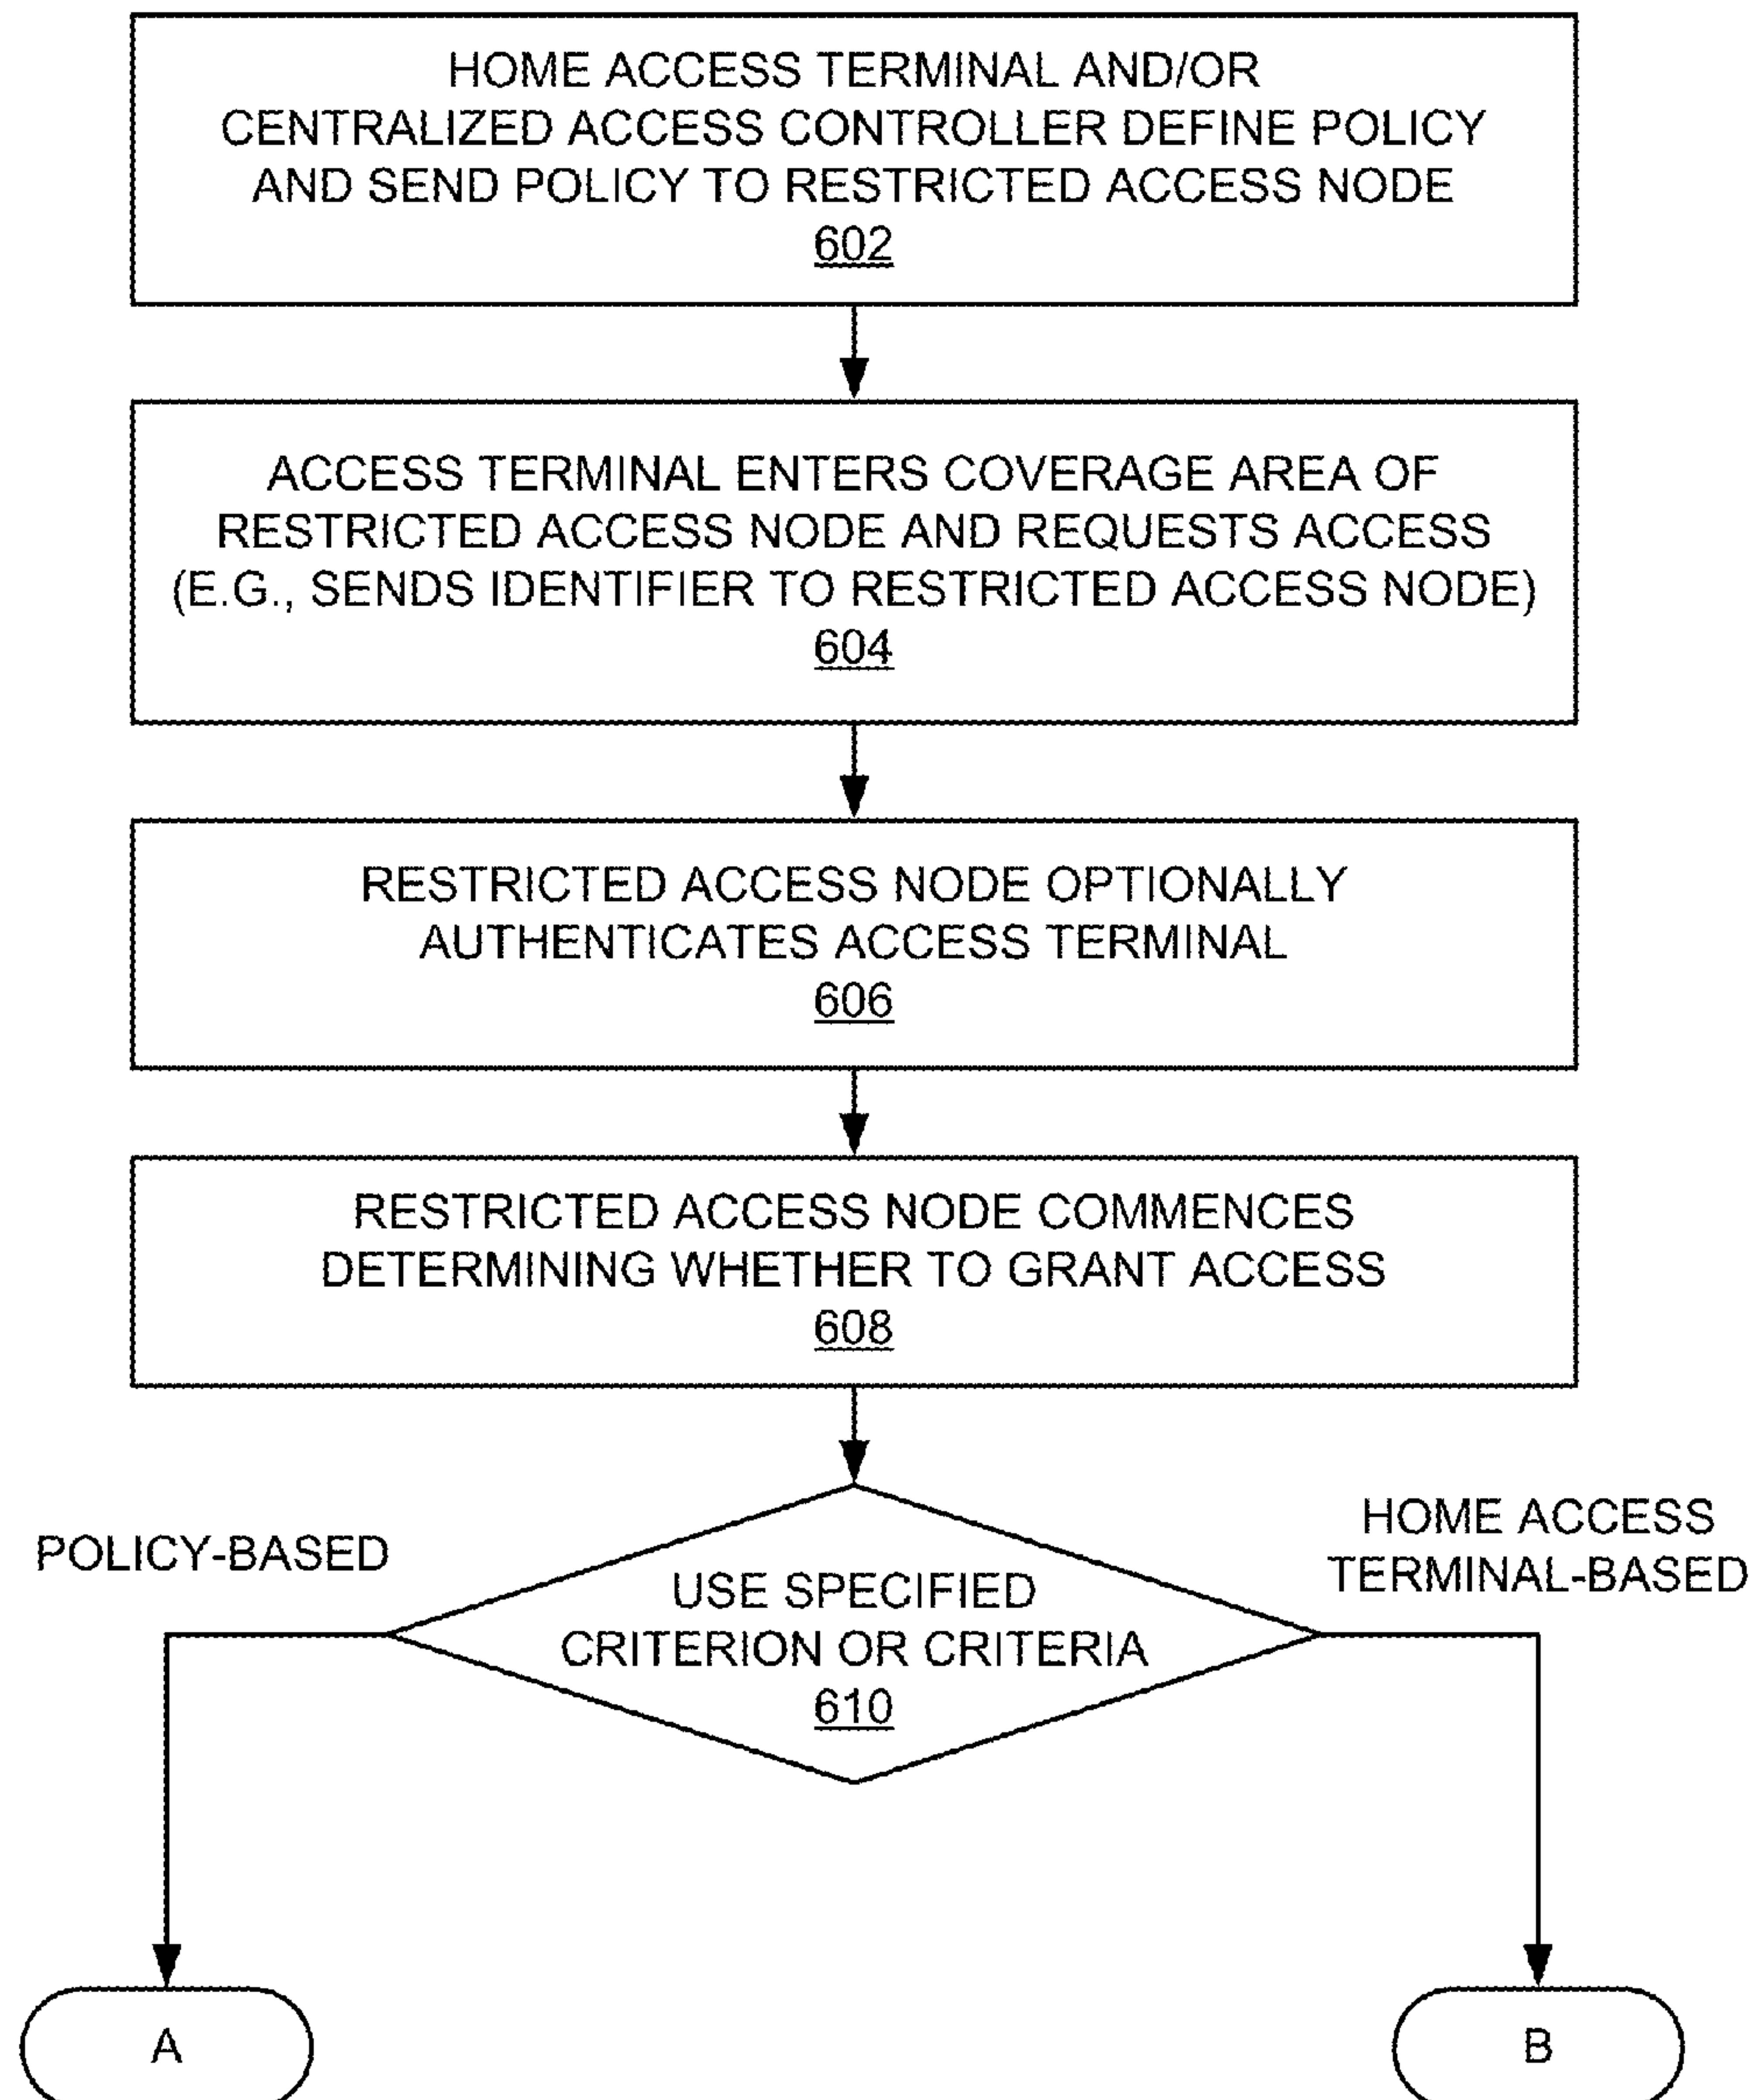 HOME ACCESS TERMINAL AND/OR
CENTRALIZED ACCESS CONTROLLER DEFINE POLICY
AND SEND POLICY TO RESTRICTED ACCESS NODE
602
ACCESS TERMINAL ENTERS COVERAGE AREA OF
RESTRICTED ACCESS NODE AND REQUESTS ACCESS
(E.G., SENDS IDENTIFIER TO RESTRICTED ACCESS NODE)
604
RESTRICTED ACCESS NODE OPTIONALLY
AUTHENTICATES ACCESS TERMINAL
606
RESTRICTED ACCESS NODE COMMENCES
DETERMINING WHETHER TO GRANT ACCESS
608
POLICY-BASED
HOME ACCESS
TERMINAL-BASED
USE SPECIFIED
CRITERION OR CRITERIA
610
A
B